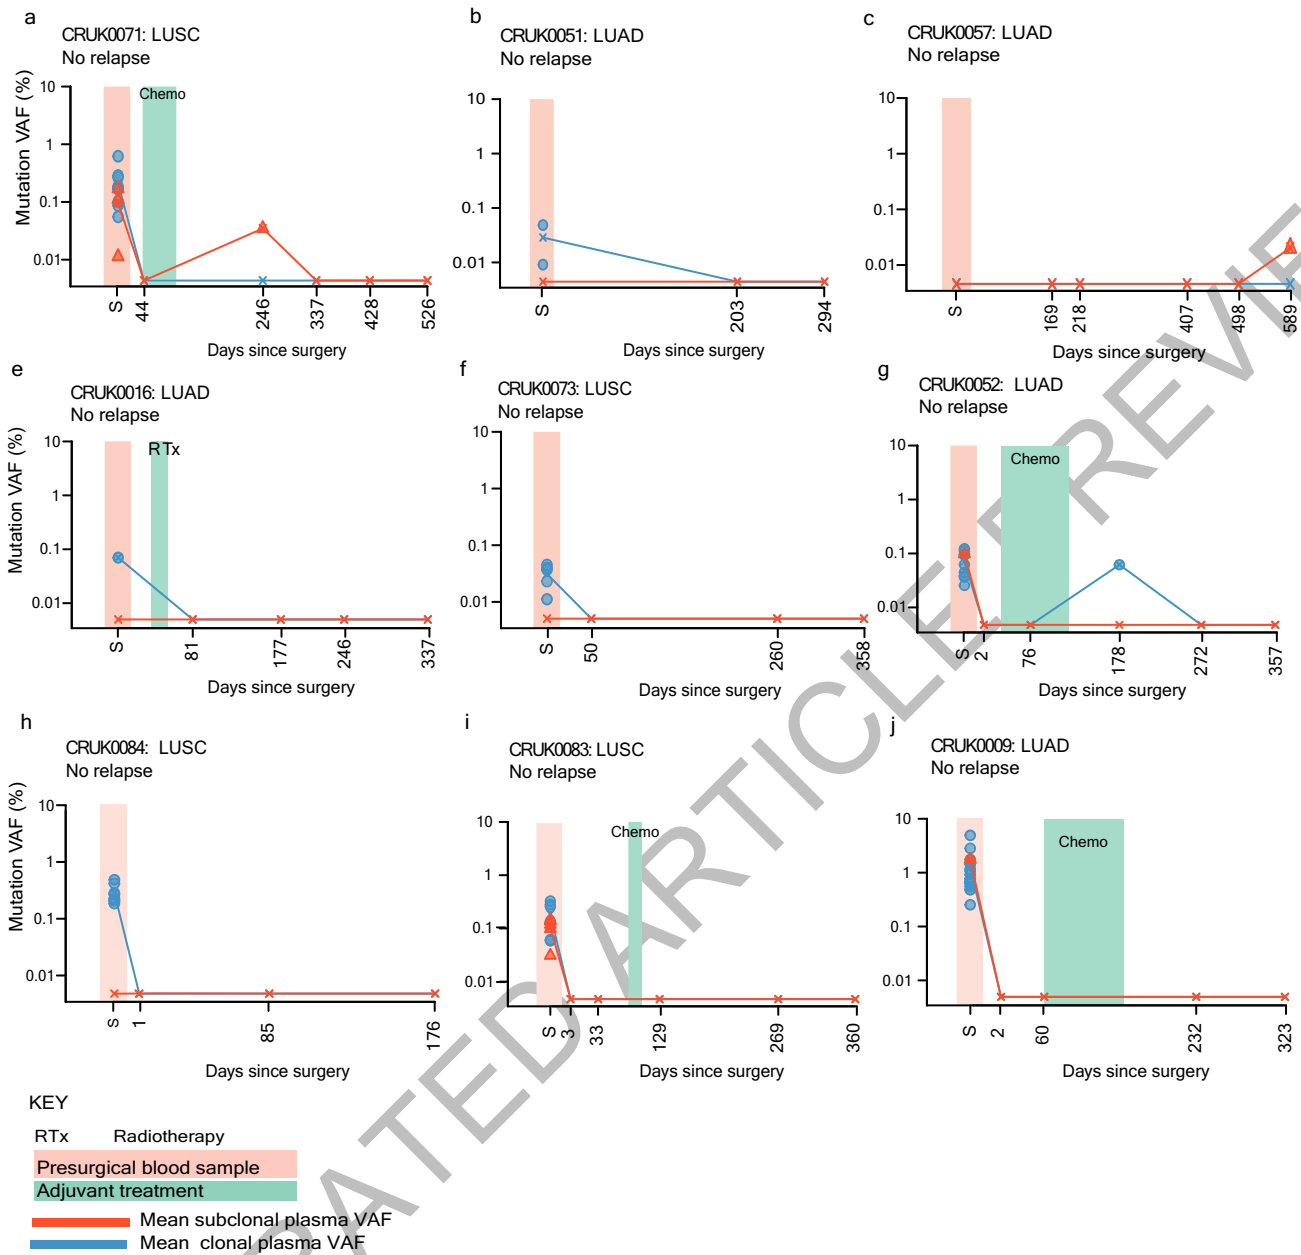 a
CRUK0071: LUSC
No relapse
Mutation VAF (%)
10
1
0.1
0.01
Chemo
S
44
246
337
428
526
Days since surgery
b
CRUK0051: LUAD
No relapse
10
1
0.1
0.01
S
203
294
Days since surgery
c
CRUK0057: LUAD
No relapse
10
1
0.1
0.01
S
169
218
407
498
589
Days since surgery
e
CRUK0016: LUAD
No relapse
Mutation VAF (%)
10
1
0.1
0.01
RTx
S
81
177
246
337
Days since surgery
f
CRUK0073: LUSC
No relapse
10
1
0.1
0.01
S
50
260
358
Days since surgery
g
CRUK0052: LUAD
No relapse
10
1
0.1
0.01
Chemo
S
2
76
178
272
357
Days since surgery
h
CRUK0084: LUSC
No relapse
Mutation VAF (%)
10
1
0.1
0.01
S
1
85
176
Days since surgery
i
CRUK0083: LUSC
No relapse
10
1
0.1
0.01
Chemo
S
3
33
129
269
360
Days since surgery
j
CRUK0009: LUAD
No relapse
10
1
0.1
0.01
Chemo
S
2
60
232
323
Days since surgery
KEY
RTx Radiotherapy
Presurgical blood sample
Adjuvant treatment
Mean subclonal plasma VAF
Mean clonal plasma VAF
RATED ARTICLE PREVIE